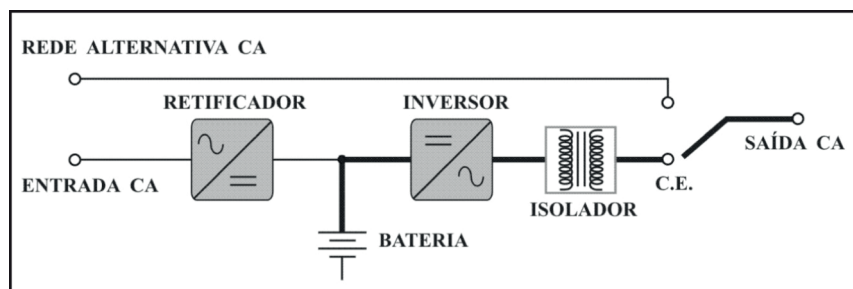 REDE ALTERNATIVA CA
RETIFICADOR
INVERSOR
ENTRADA CA
SAÍDA CA
C.E.
ISOLADOR
BATERIA